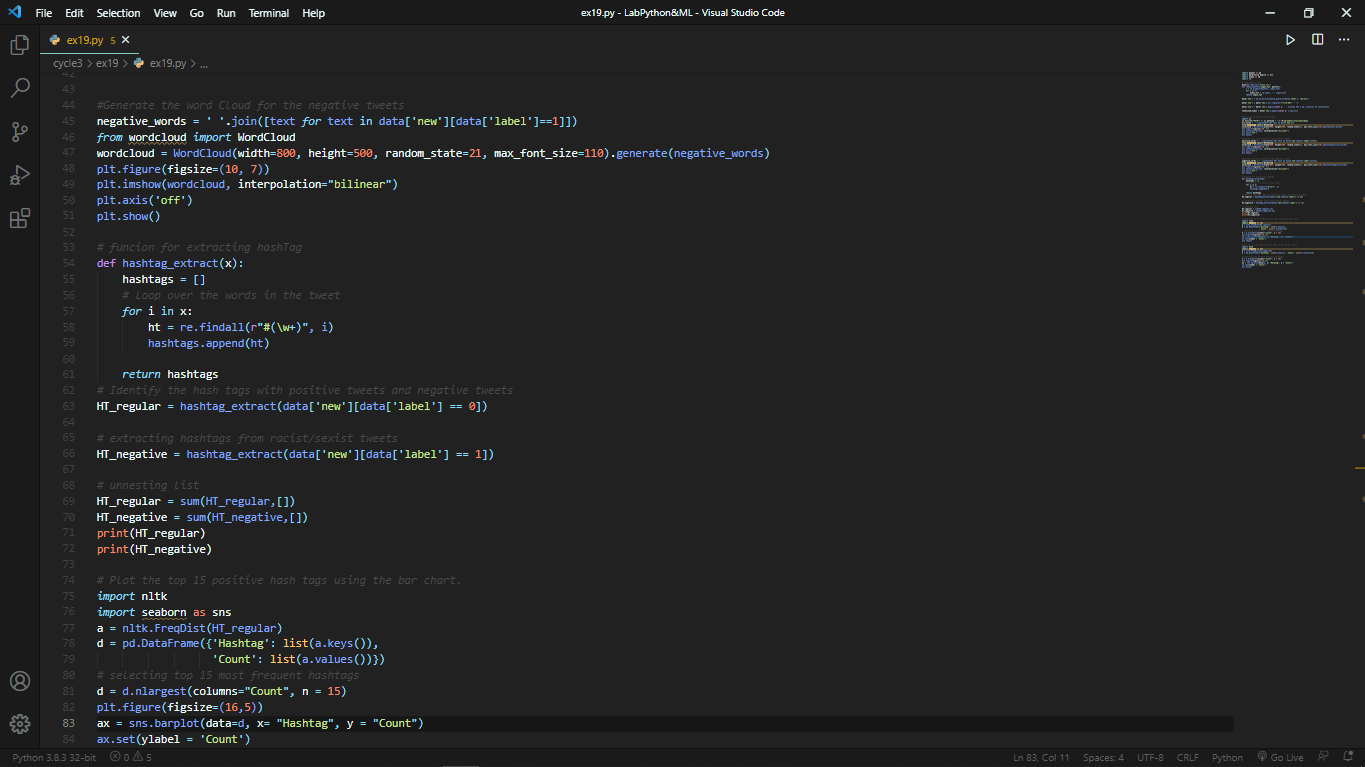 File Edit Selection View Go Run Terminal Help ex19.py - LabPython&ML - Visual Studio Code
ex19.py 5
cycle3 > ex19 > ex19.py > ...
42
43
44 #Generate the word Cloud for the negative tweets
45 negative_words = ' '.join([text for text in data['new'][data['label']==1]])
46 from wordcloud import WordCloud
47 wordcloud = WordCloud(width=800, height=500, random_state=21, max_font_size=110).generate(negative_words)
48 plt.figure(figsize=(10, 7))
49 plt.imshow(wordcloud, interpolation="bilinear")
50 plt.axis('off')
51 plt.show()
52
53 # funcion for extracting hashTag
54 def hashtag_extract(x):
55 hashtags = []
56 # Loop over the words in the tweet
57 for i in x:
58 ht = re.findall(r"#(\w+)", i)
59 hashtags.append(ht)
60
61 return hashtags
62 # Identify the hash tags with positive tweets and negative tweets
63 HT_regular = hashtag_extract(data['new'][data['label'] == 0])
64
65 # extracting hashtags from racist/sexist tweets
66 HT_negative = hashtag_extract(data['new'][data['label'] == 1])
67
68 # unnesting list
69 HT_regular = sum(HT_regular,[])
70 HT_negative = sum(HT_negative,[])
71 print(HT_regular)
72 print(HT_negative)
73
74 # Plot the top 15 positive hash tags using the bar chart.
75 import nltk
76 import seaborn as sns
77 a = nltk.FreqDist(HT_regular)
78 d = pd.DataFrame({'Hashtag': list(a.keys()),
79 'Count': list(a.values())})
80 # selecting top 15 most frequent hashtags
81 d = d.nlargest(columns="Count", n = 15)
82 plt.figure(figsize=(16,5))
83 ax = sns.barplot(data=d, x= "Hashtag", y = "Count")
84 ax.set(ylabel = 'Count')
Python 3.8.3 32-bit 0 5 Ln 83, Col 11 Spaces: 4 UTF-8 CRLF Python Go Live